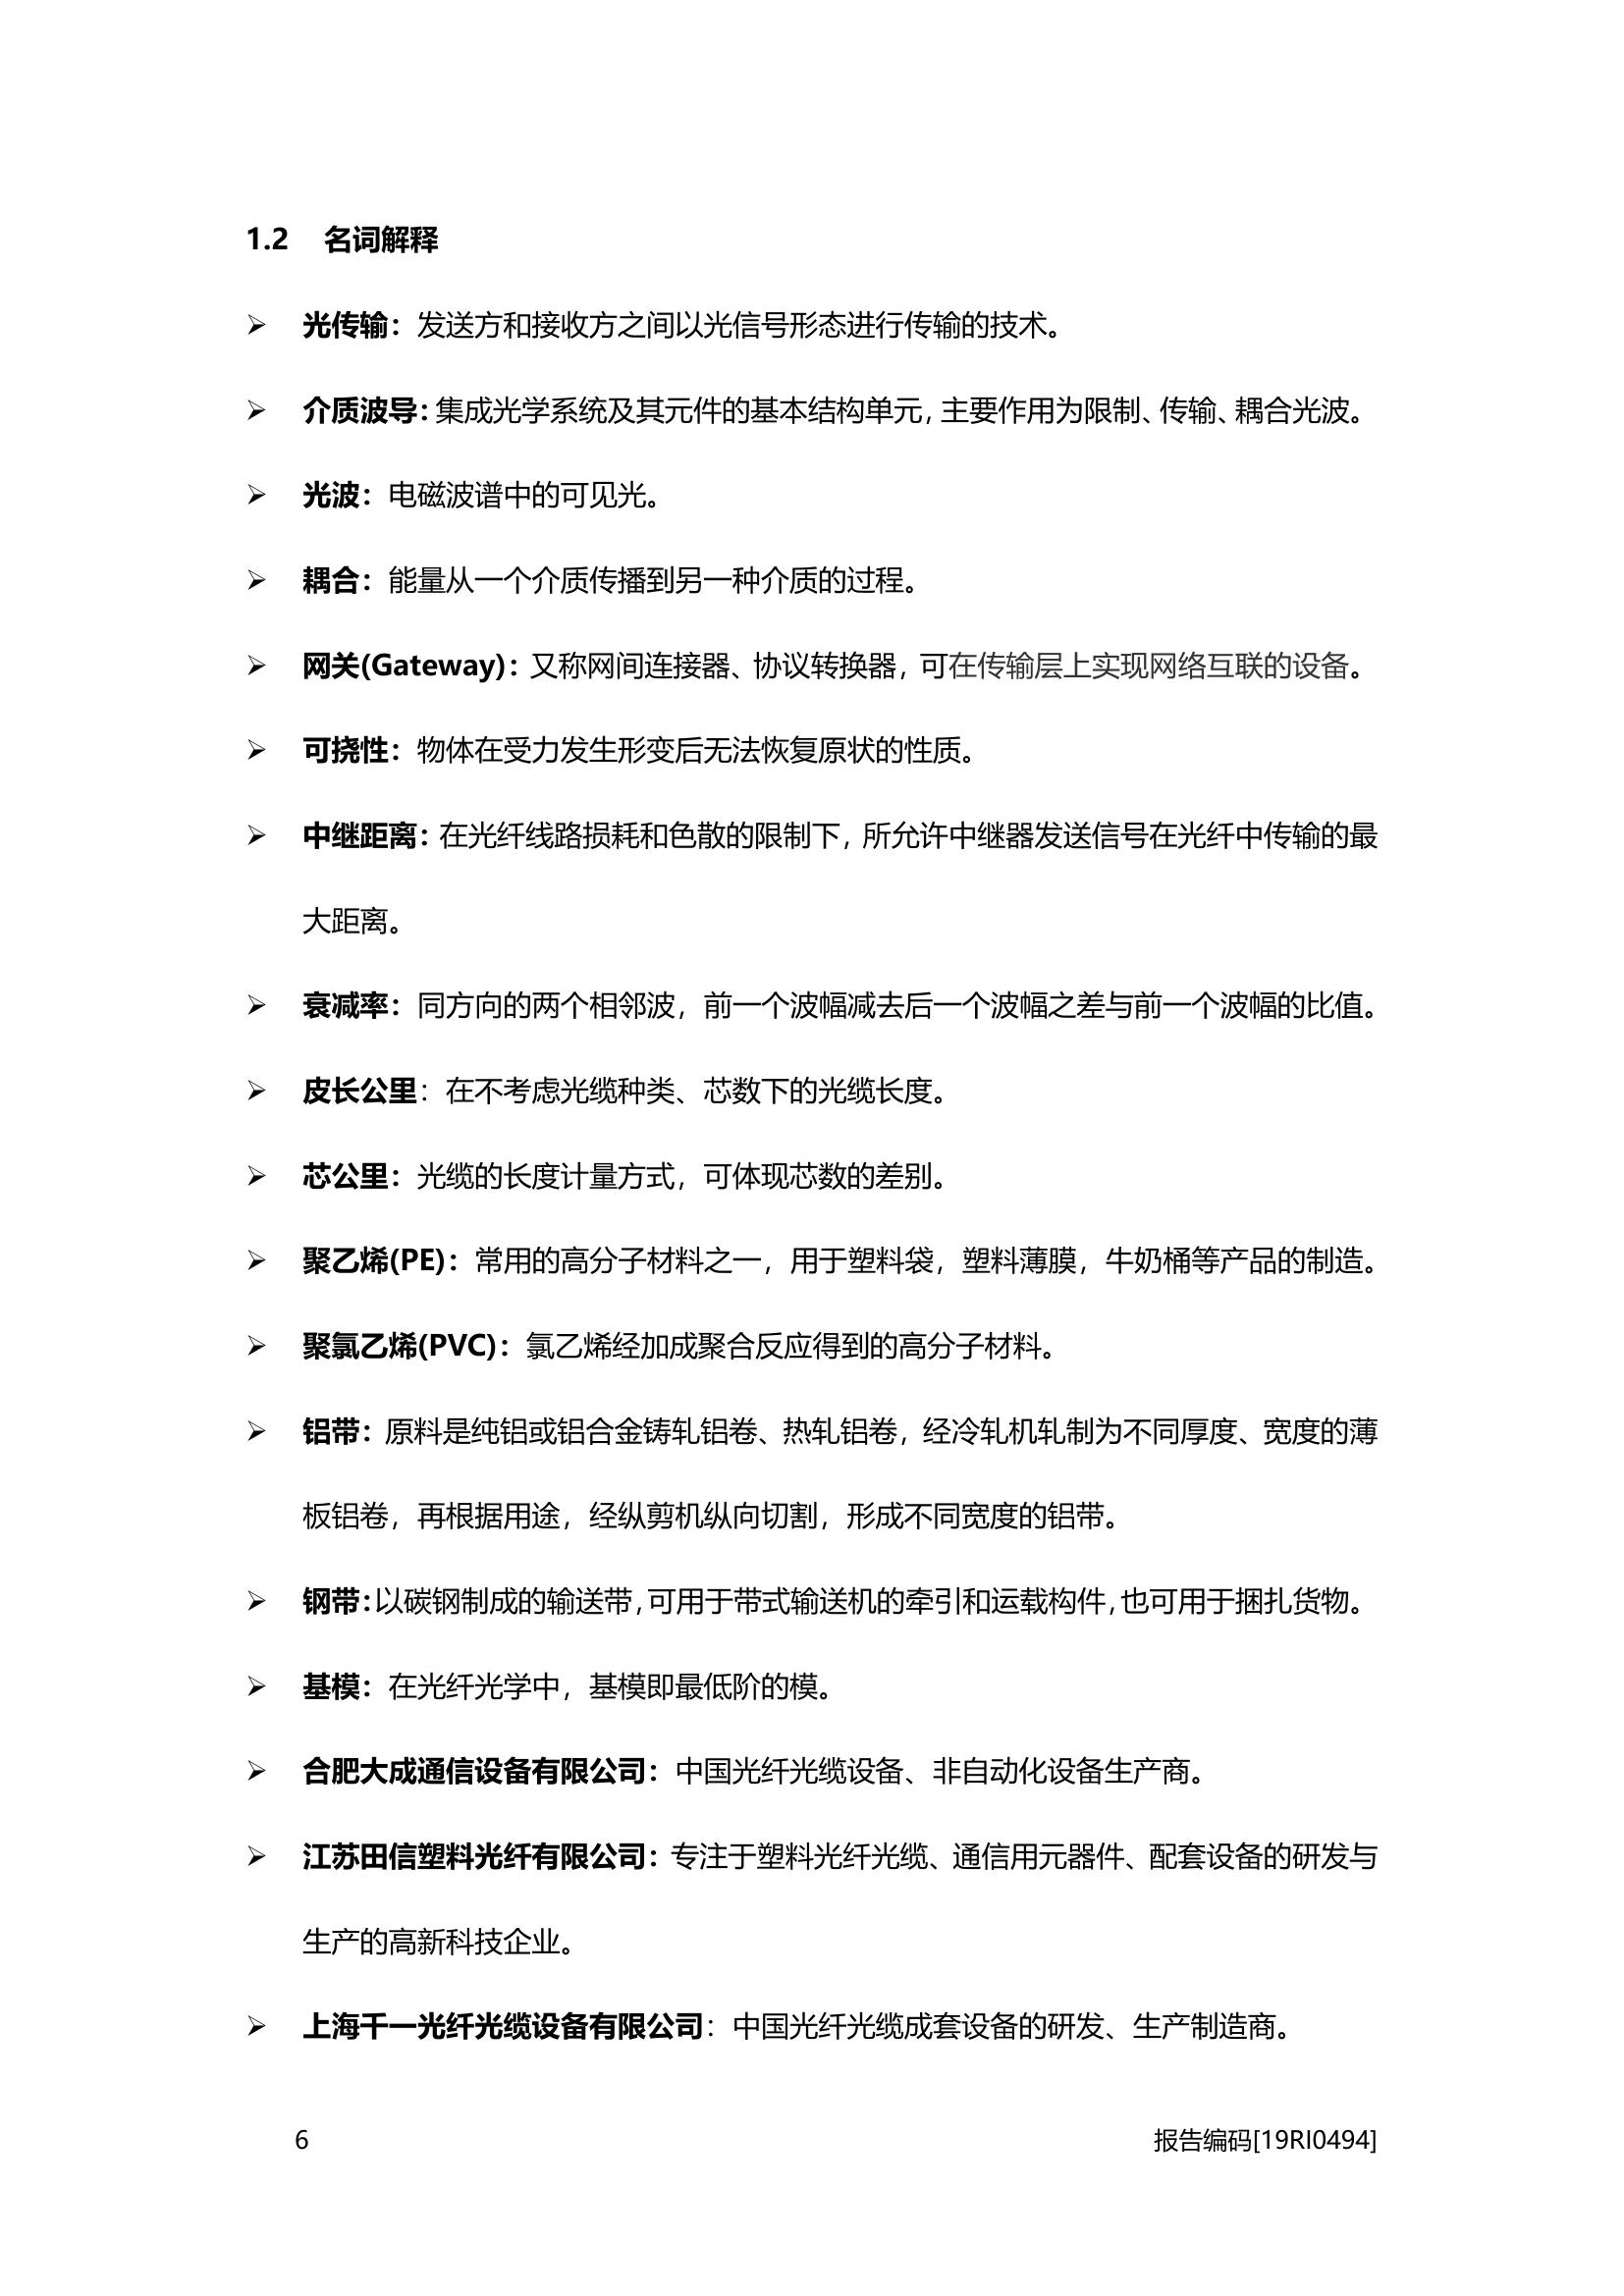 1.2 名词解释
➢ 光传输：发送方和接收方之间以光信号形态进行传输的技术。
➢ 介质波导：集成光学系统及其元件的基本结构单元，主要作用为限制、传输、耦合光波。
➢ 光波：电磁波谱中的可见光。
➢ 耦合：能量从一个介质传播到另一种介质的过程。
➢ 网关(Gateway)：又称网间连接器、协议转换器，可在传输层上实现网络互联的设备。
➢ 可挠性：物体在受力发生形变后无法恢复原状的性质。
➢ 中继距离：在光纤线路损耗和色散的限制下，所允许中继器发送信号在光纤中传输的最
大距离。
➢ 衰减率：同方向的两个相邻波，前一个波幅减去后一个波幅之差与前一个波幅的比值。
➢ 皮长公里：在不考虑光缆种类、芯数下的光缆长度。
➢ 芯公里：光缆的长度计量方式，可体现芯数的差别。
➢ 聚乙烯(PE)：常用的高分子材料之一，用于塑料袋，塑料薄膜，牛奶桶等产品的制造。
➢ 聚氯乙烯(PVC)：氯乙烯经加成聚合反应得到的高分子材料。
➢ 铝带：原料是纯铝或铝合金铸轧铝卷、热轧铝卷，经冷轧机轧制为不同厚度、宽度的薄
板铝卷，再根据用途，经纵剪机纵向切割，形成不同宽度的铝带。
➢ 钢带：以碳钢制成的输送带，可用于带式输送机的牵引和运载构件，也可用于捆扎货物。
➢ 基模：在光纤光学中，基模即最低阶的模。
➢ 合肥大成通信设备有限公司：中国光纤光缆设备、非自动化设备生产商。
➢ 江苏田信塑料光纤有限公司：专注于塑料光纤光缆、通信用元器件、配套设备的研发与
生产的高新科技企业。
➢ 上海千一光纤光缆设备有限公司：中国光纤光缆成套设备的研发、生产制造商。
6 报告编码[19RI0494]